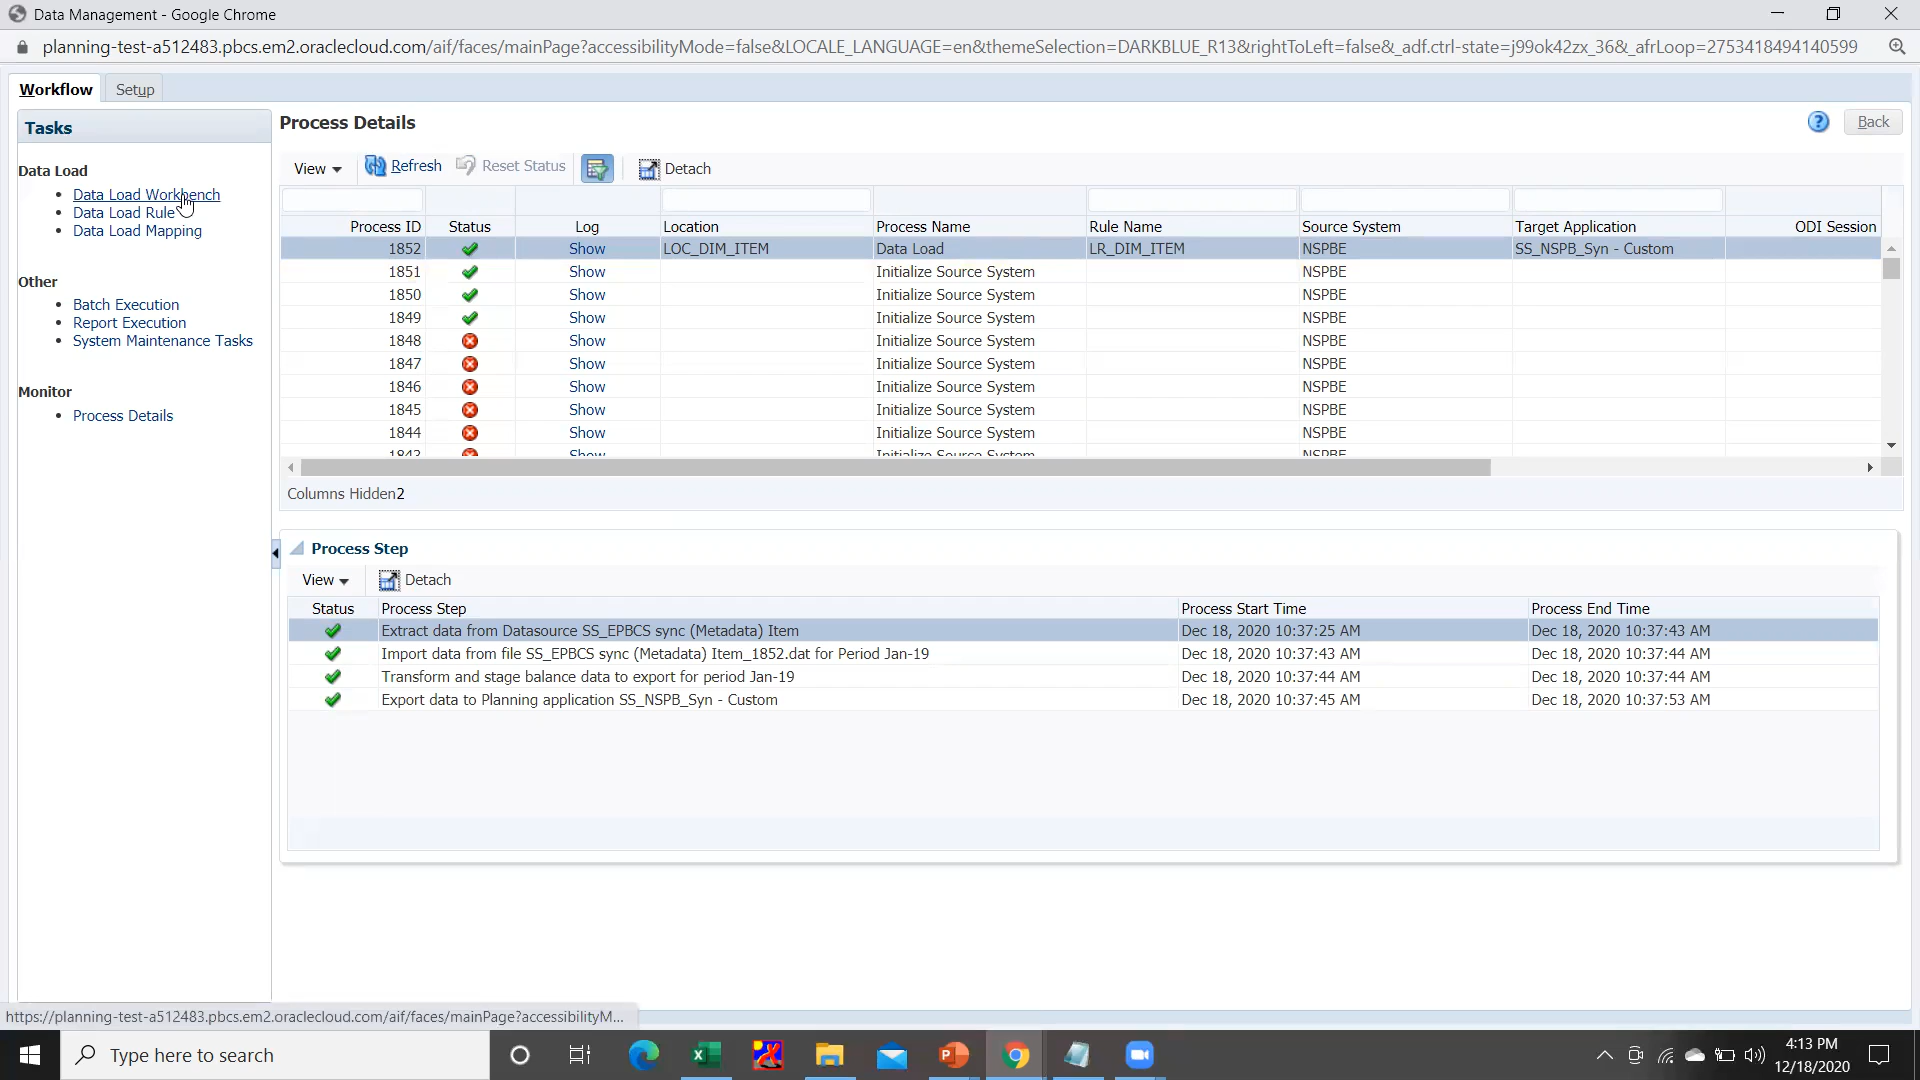 Data Management - Google Chrome
planning-test-a512483.pbcs.em2.oraclecloud.com/aif/faces/mainPage?accessibilityMode=false&LOCALE_LANGUAGE=en&themeSelection=DARKBLUE_R13&rightToLeft=false&_adf.ctrl-state=j99ok42zx_36&_afrLoop=2753418494140599
Workflow Setup
Tasks
Data Load
• Data Load Workbench
• Data Load Rule
• Data Load Mapping
Other
• Batch Execution
• Report Execution
• System Maintenance Tasks
Monitor
• Process Details
Process Details
? Back
View Refresh Reset Status Detach
Process ID Status Log Location Process Name Rule Name Source System Target Application ODI Session
1852 Show LOC_DIM_ITEM Data Load LR_DIM_ITEM NSPBE SS_NSPB_Syn - Custom
1851 Show Initialize Source System NSPBE
1850 Show Initialize Source System NSPBE
1849 Show Initialize Source System NSPBE
1848 Show Initialize Source System NSPBE
1847 Show Initialize Source System NSPBE
1846 Show Initialize Source System NSPBE
1845 Show Initialize Source System NSPBE
1844 Show Initialize Source System NSPBE
1843 Show Initialize Source System NSPBE
Columns Hidden2
Process Step
View Detach
Status Process Step Process Start Time Process End Time
Extract data from Datasource SS_EPBCS sync (Metadata) Item Dec 18, 2020 10:37:25 AM Dec 18, 2020 10:37:43 AM
Import data from file SS_EPBCS sync (Metadata) Item_1852.dat for Period Jan-19 Dec 18, 2020 10:37:43 AM Dec 18, 2020 10:37:44 AM
Transform and stage balance data to export for period Jan-19 Dec 18, 2020 10:37:44 AM Dec 18, 2020 10:37:44 AM
Export data to Planning application SS_NSPB_Syn - Custom Dec 18, 2020 10:37:45 AM Dec 18, 2020 10:37:53 AM
https://planning-test-a512483.pbcs.em2.oraclecloud.com/aif/faces/mainPage?accessibilityM...
Type here to search
4:13 PM
12/18/2020